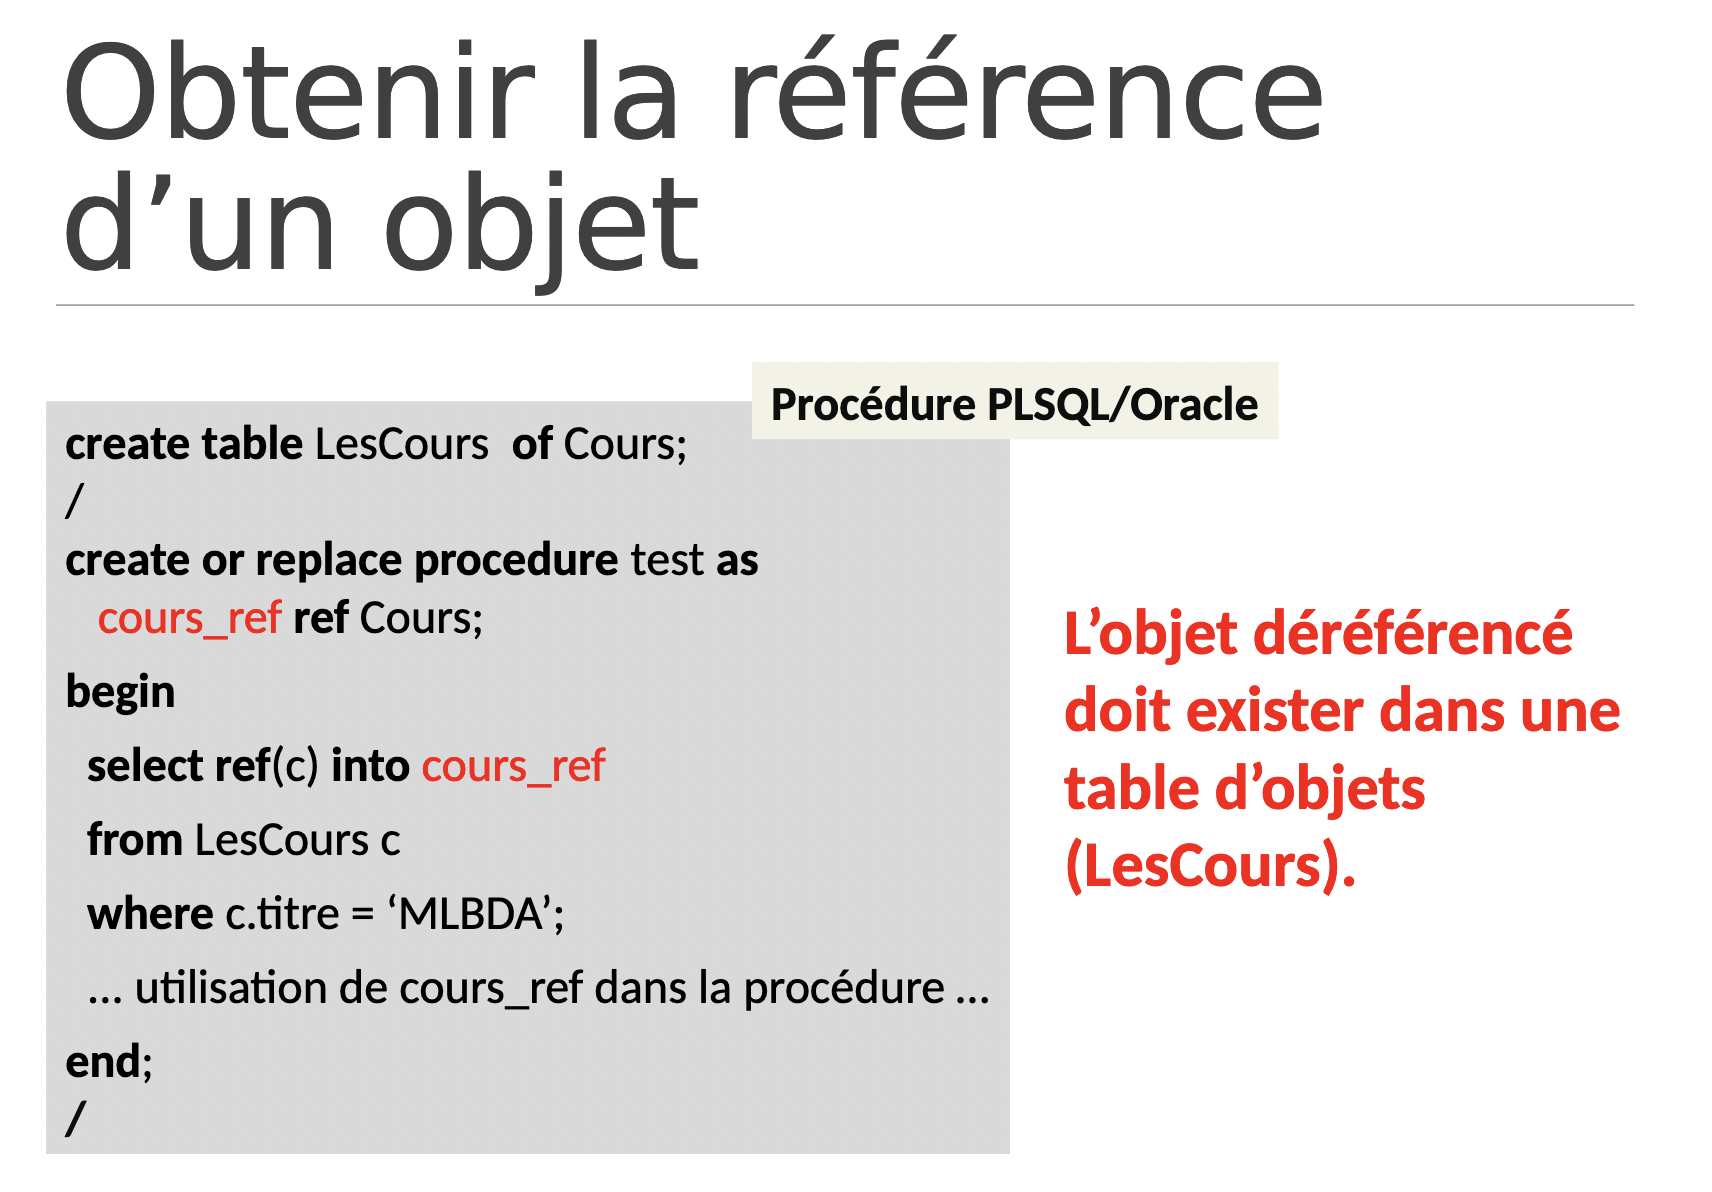 Obtenir la référence
d’un objet
Procédure PLSQL/Oracle
create table LesCours of Cours;
/
create or replace procedure test as
cours_ref ref Cours;
begin
select ref(c) into cours_ref
from LesCours c
where c.titre = ‘MLBDA’;
... utilisation de cours_ref dans la procédure ...
end;
/
L’objet déréférencé
doit exister dans une
table d’objets
(LesCours).